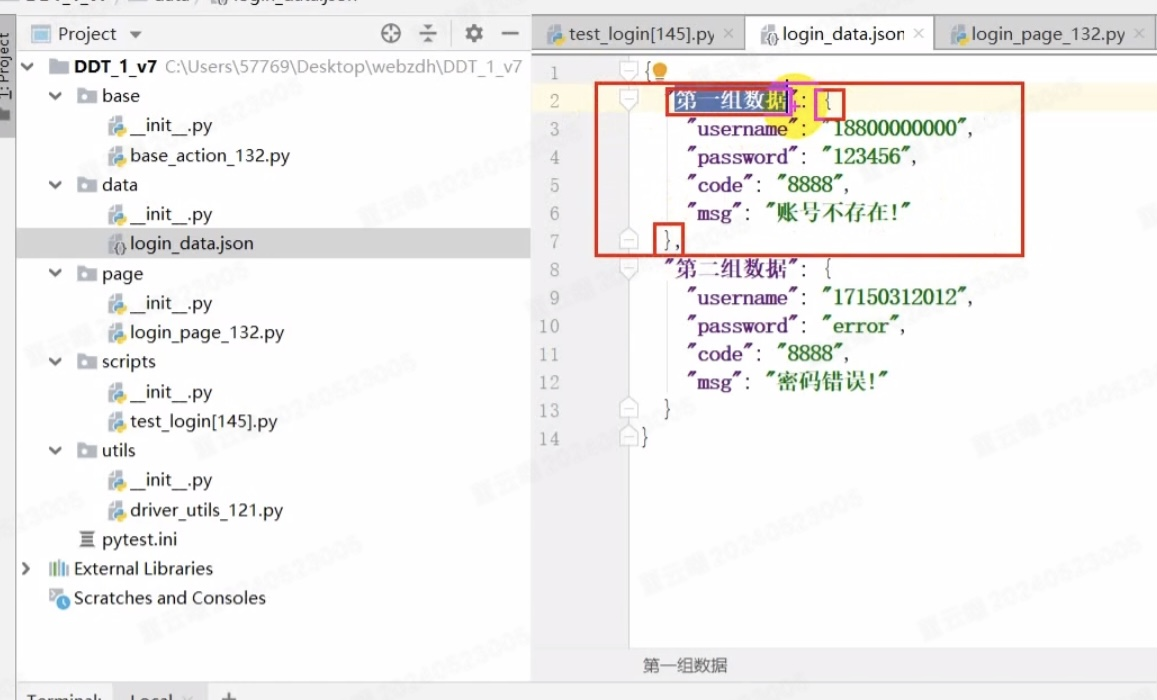 1: Project
Project
DDT_1_v7 C:\Users\57769\Desktop\webzdh\DDT_1_v7
base
__init__.py
base_action_132.py
data
__init__.py
login_data.json
page
__init__.py
login_page_132.py
scripts
__init__.py
test_login[145].py
utils
__init__.py
driver_utils_121.py
pytest.ini
External Libraries
Scratches and Consoles
test_login[145].py × login_data.json × login_page_132.py ×
1 {
2 "第一组数据": {
3 "username": "18800000000",
4 "password": "123456",
5 "code": "8888",
6 "msg": "账号不存在!"
7 },
8 "第二组数据": {
9 "username": "17150312012",
10 "password": "error",
11 "code": "8888",
12 "msg": "密码错误!"
13 }
14 }
第一组数据
Terminal: Local × +